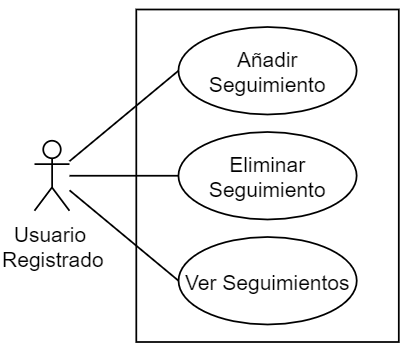 Añadir
Seguimiento
Eliminar
Seguimiento
Usuario
Registrado
Ver Seguimientos